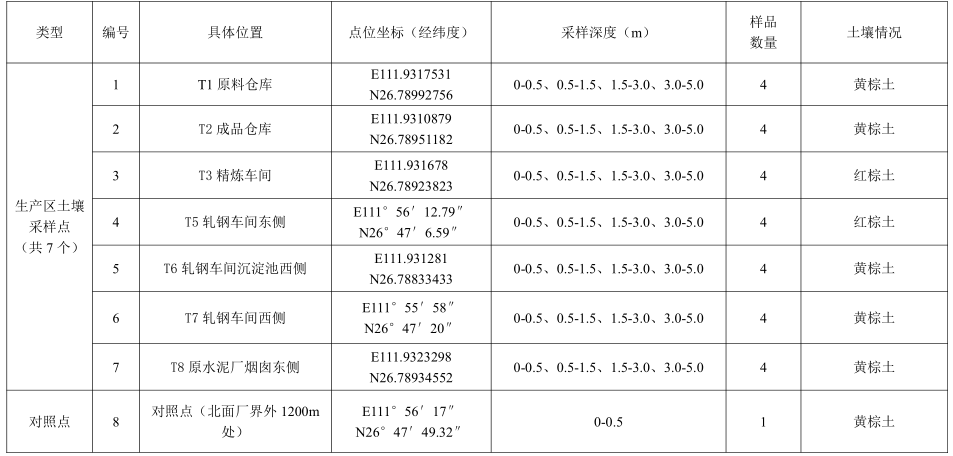 类型 编号 具体位置 点位坐标（经纬度） 采样深度（m） 样品数量 土壤情况
生产区土壤采样点（共 7 个）
1 T1 原料仓库 E111.9317531 N26.78992756 0-0.5、0.5-1.5、1.5-3.0、3.0-5.0 4 黄棕土
2 T2 成品仓库 E111.9310879 N26.78951182 0-0.5、0.5-1.5、1.5-3.0、3.0-5.0 4 黄棕土
3 T3 精炼车间 E111.931678 N26.78923823 0-0.5、0.5-1.5、1.5-3.0、3.0-5.0 4 红棕土
4 T5 轧钢车间东侧 E111°56′12.79″ N26°47′6.59″ 0-0.5、0.5-1.5、1.5-3.0、3.0-5.0 4 红棕土
5 T6 轧钢车间沉淀池西侧 E111.931281 N26.78833433 0-0.5、0.5-1.5、1.5-3.0、3.0-5.0 4 黄棕土
6 T7 轧钢车间西侧 E111°55′58″ N26°47′20″ 0-0.5、0.5-1.5、1.5-3.0、3.0-5.0 4 黄棕土
7 T8 原水泥厂烟囱东侧 E111.9323298 N26.78934552 0-0.5、0.5-1.5、1.5-3.0、3.0-5.0 4 黄棕土
对照点 8 对照点（北面厂界外 1200m 处） E111°56′17″ N26°47′49.32″ 0-0.5 1 黄棕土